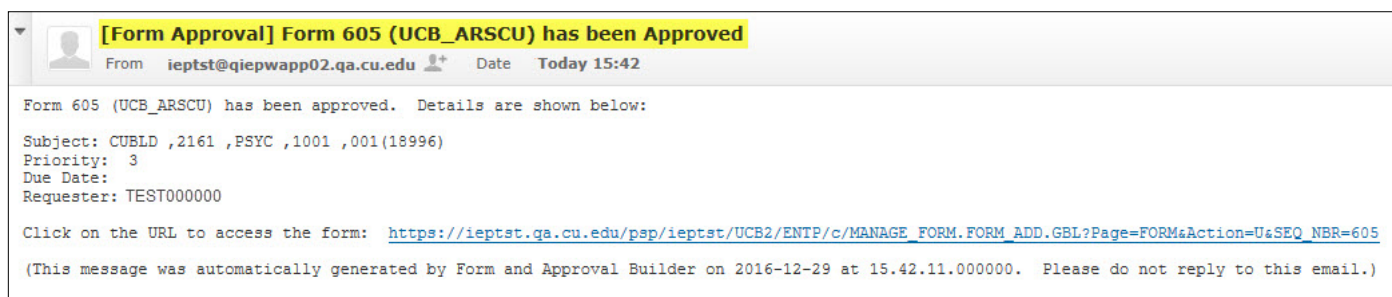 [Form Approval] Form 605 (UCB_ARSCU) has been Approved
From ieptst@qiepwapp02.qa.cu.edu Date Today 15:42
Form 605 (UCB_ARSCU) has been approved. Details are shown below:
Subject: CUBLD ,2161 ,PSYC ,1001 ,001(18996)
Priority: 3
Due Date:
Requester: TEST000000
Click on the URL to access the form: https://ieptst.qa.cu.edu/psp/ieptst/UCB2/ENTP/c/MANAGE_FORM.FORM_ADD.GBL?Page=FORM&Action=U&SEQ_NBR=605
(This message was automatically generated by Form and Approval Builder on 2016-12-29 at 15.42.11.000000. Please do not reply to this email.)